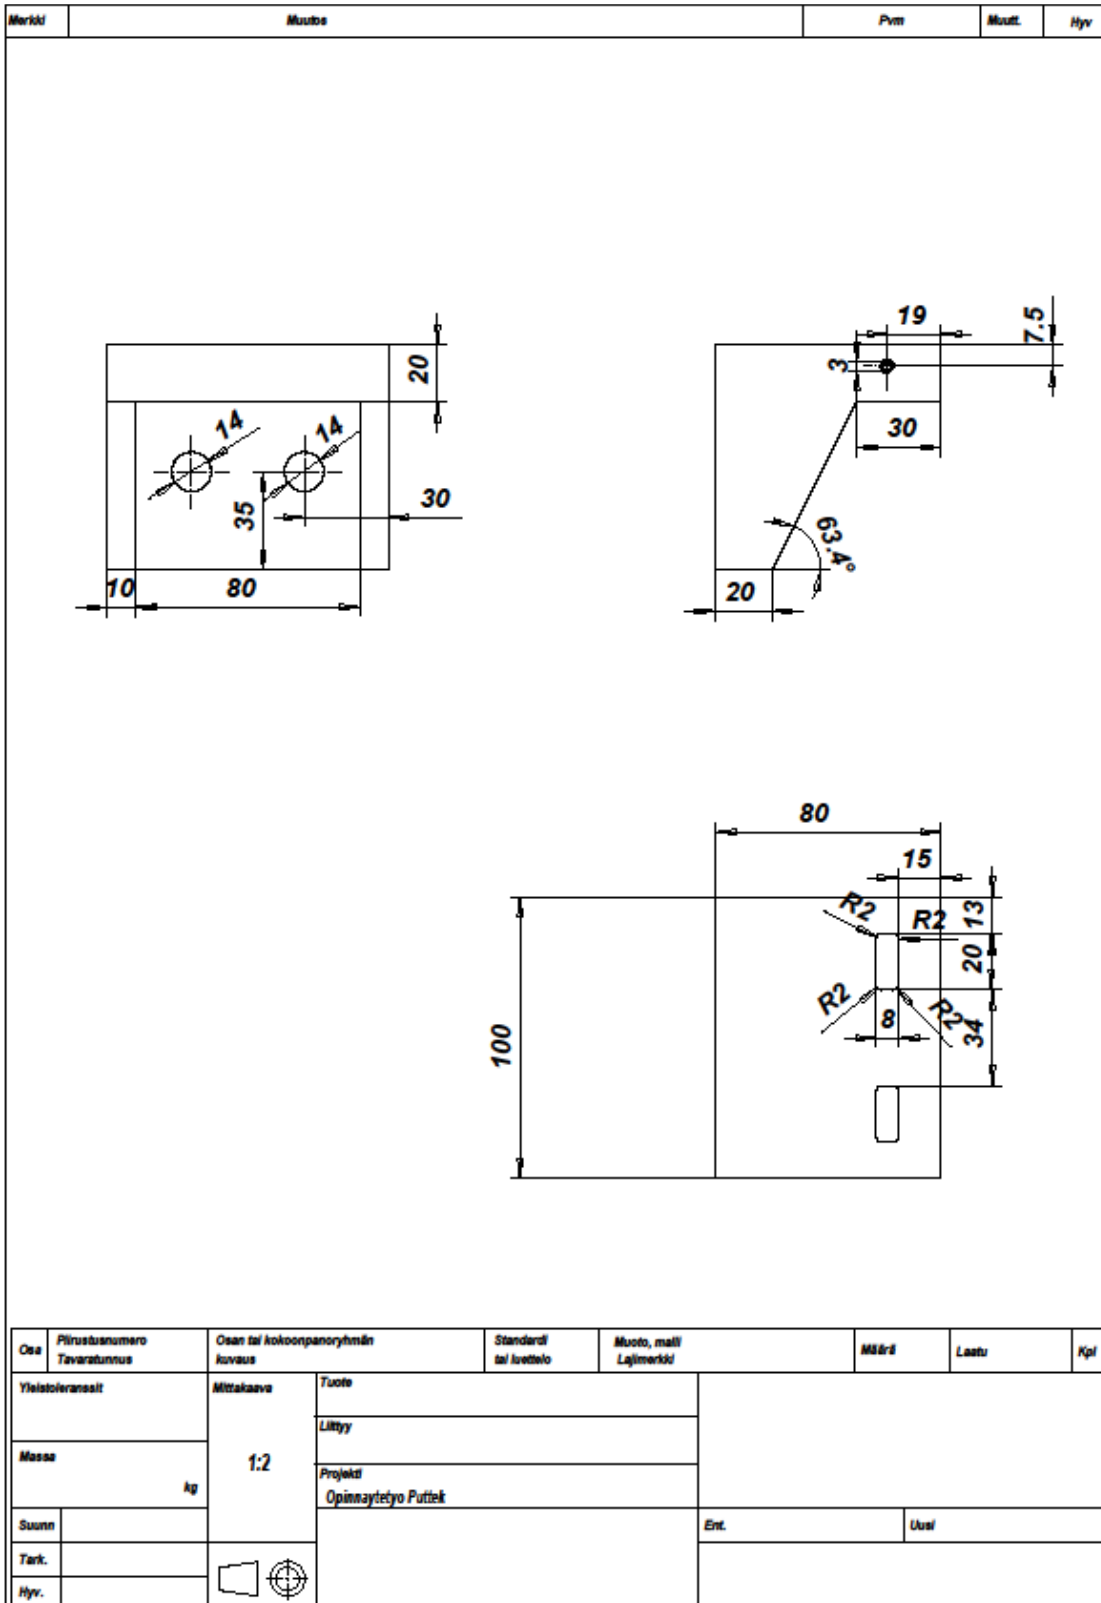 Merkki Muutos Pvm Muutt. Hyv
19
7.5
20
3
14 14
30
35
30
63.4°
10 80
20
80
15
R2
R2
13
20
R2
8
R2
34
100
Osa Piirustusnumero Osan tai kokoonpanoryhmän Standardi Muoto, malli Määrä Laatu Kpl
Tavaratunnus kuvaus tai luettelo Lajimerkki
Yleistoleranssit Mittakaava Tuote
Liittyy
Massa 1:2
kg Projekti
Opinnaytetyo Puttek
Suunn Ent. Uusi
Tark.
Hyv.